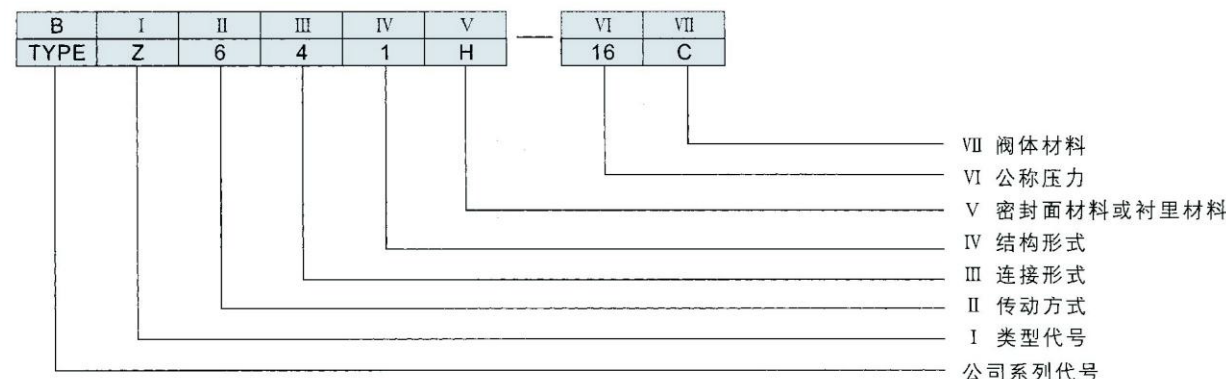 B Ⅰ Ⅱ Ⅲ Ⅳ Ⅴ — Ⅵ Ⅶ
TYPE Z 6 4 1 H 16 C
Ⅶ 阀体材料
Ⅵ 公称压力
Ⅴ 密封面材料或衬里材料
Ⅳ 结构形式
Ⅲ 连接形式
Ⅱ 传动方式
Ⅰ 类型代号
公司系列代号